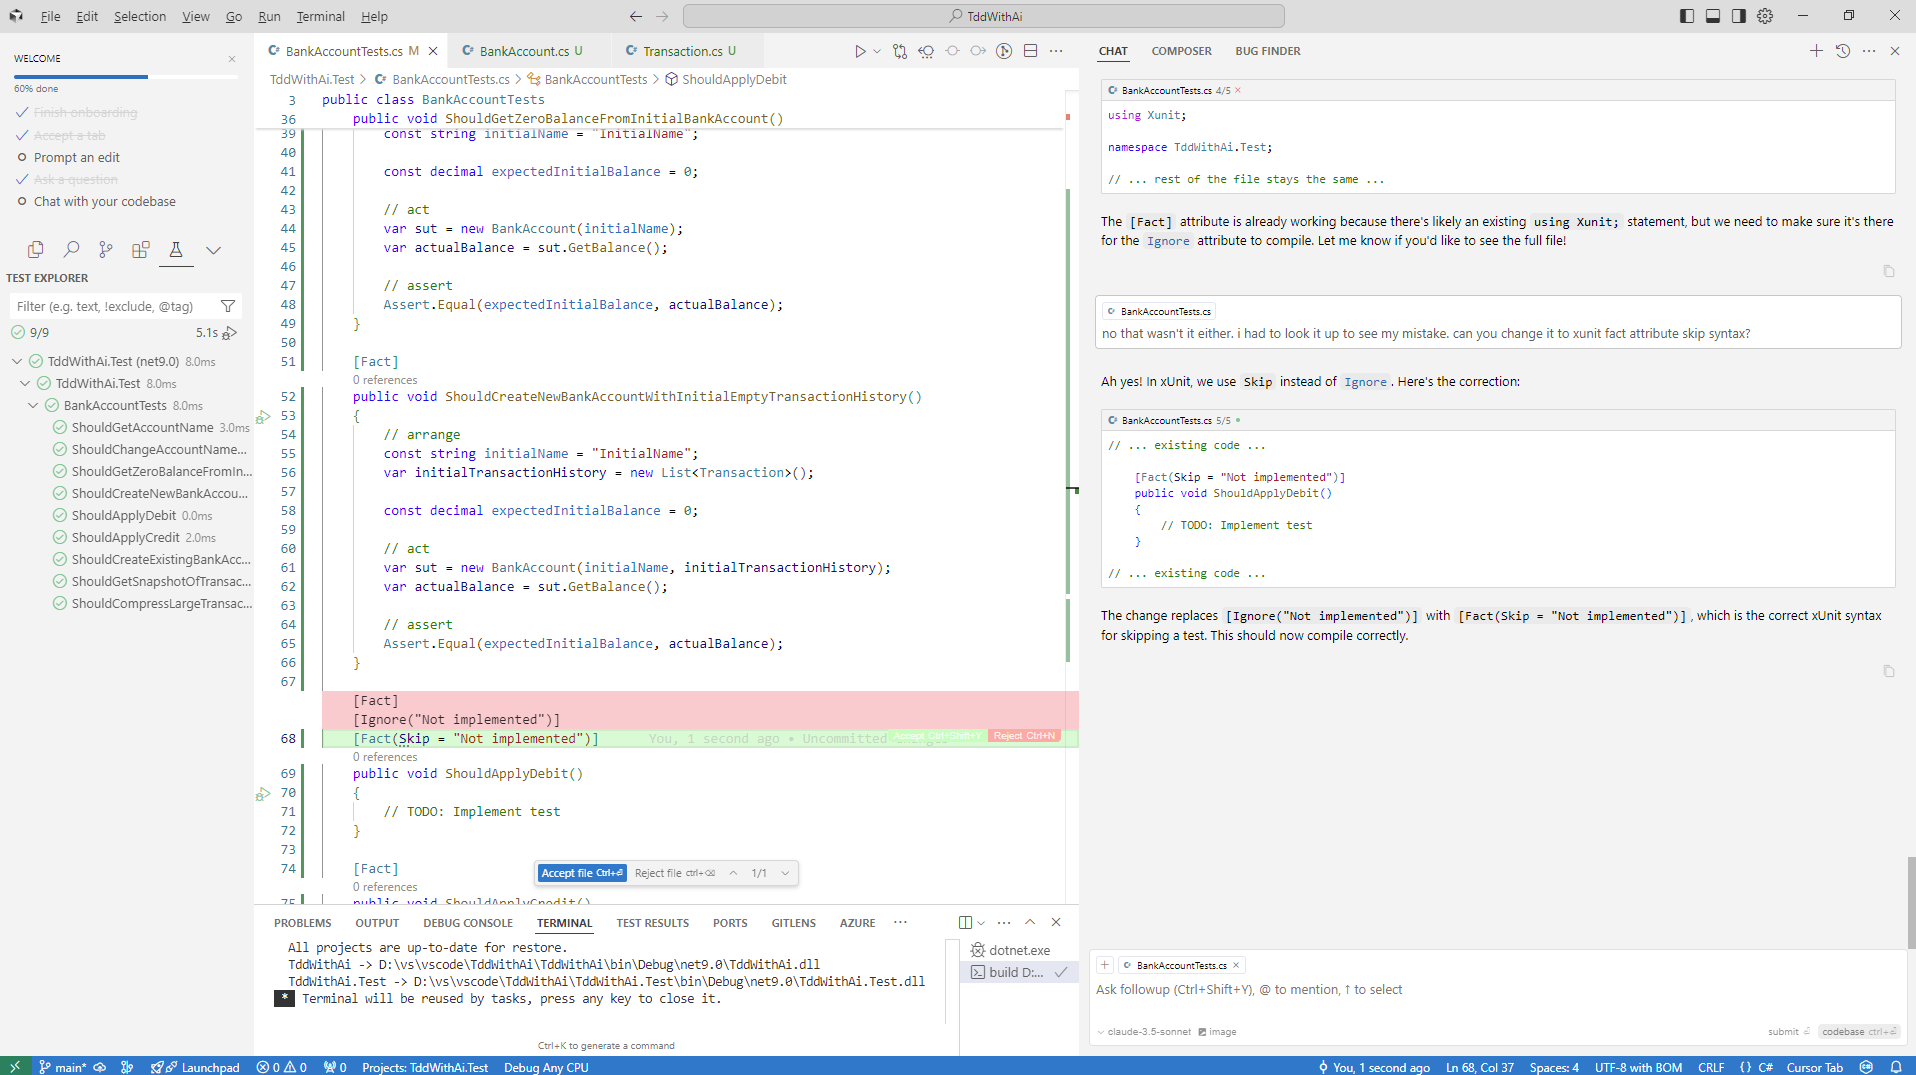 File Edit Selection View Go Run Terminal Help
TddWithAi
WELCOME
60% done
Finish onboarding
Accept a tab
Prompt an edit
Ask a question
Chat with your codebase
TEST EXPLORER
Filter (e.g. text, !exclude, @tag)
9/9 5.1s
TddWithAi.Test (net9.0) 8.0ms
TddWithAi.Test 8.0ms
BankAccountTests 8.0ms
ShouldGetAccountName 3.0ms
ShouldChangeAccountName...
ShouldGetZeroBalanceFromIn...
ShouldCreateNewBankAccou...
ShouldApplyDebit 0.0ms
ShouldApplyCredit 2.0ms
ShouldCreateExistingBankAcc...
ShouldGetSnapshotOfTransac...
ShouldCompressLargeTransac...
BankAccountTests.cs M BankAccount.cs U Transaction.cs U
TddWithAi.Test > BankAccountTests.cs > BankAccountTests > ShouldApplyDebit
3 public class BankAccountTests
36 public void ShouldGetZeroBalanceFromInitialBankAccount()
39 const string initialName = "InitialName";
40
41 const decimal expectedInitialBalance = 0;
42
43 // act
44 var sut = new BankAccount(initialName);
45 var actualBalance = sut.GetBalance();
46
47 // assert
48 Assert.Equal(expectedInitialBalance, actualBalance);
49 }
50
51 [Fact]
0 references
52 public void ShouldCreateNewBankAccountWithInitialEmptyTransactionHistory()
53 {
54 // arrange
55 const string initialName = "InitialName";
56 var initialTransactionHistory = new List<Transaction>();
57
58 const decimal expectedInitialBalance = 0;
59
60 // act
61 var sut = new BankAccount(initialName, initialTransactionHistory);
62 var actualBalance = sut.GetBalance();
63
64 // assert
65 Assert.Equal(expectedInitialBalance, actualBalance);
66 }
67
[Fact]
[Ignore("Not implemented")]
68 [Fact(Skip = "Not implemented")] You, 1 second ago • Uncommitted Accept Ctrl+Shift+Y Reject Ctrl+N
0 references
69 public void ShouldApplyDebit()
70 {
71 // TODO: Implement test
72 }
73
74 [Fact]
0 references
75 public void ShouldApplyCredit()
Accept file Ctrl+⏎ Reject file ctrl+⌫ 1/1
PROBLEMS OUTPUT DEBUG CONSOLE TERMINAL TEST RESULTS PORTS GITLENS AZURE ...
All projects are up-to-date for restore.
TddWithAi -> D:\vs\vscode\TddWithAi\TddWithAi\bin\Debug\net9.0\TddWithAi.dll
TddWithAi.Test -> D:\vs\vscode\TddWithAi\TddWithAi.Test\bin\Debug\net9.0\TddWithAi.Test.dll
* Terminal will be reused by tasks, press any key to close it.
dotnet.exe
build D:...
Ctrl+K to generate a command
CHAT COMPOSER BUG FINDER
BankAccountTests.cs 4/5 ×
using Xunit;
namespace TddWithAi.Test;
// ... rest of the file stays the same ...
The [Fact] attribute is already working because there's likely an existing using Xunit; statement, but we need to make sure it's there
for the Ignore attribute to compile. Let me know if you'd like to see the full file!
BankAccountTests.cs
no that wasn't it either. i had to look it up to see my mistake. can you change it to xunit fact attribute skip syntax?
Ah yes! In xUnit, we use Skip instead of Ignore. Here's the correction:
BankAccountTests.cs 5/5 •
// ... existing code ...
[Fact(Skip = "Not implemented")]
public void ShouldApplyDebit()
{
// TODO: Implement test
}
// ... existing code ...
The change replaces [Ignore("Not implemented")] with [Fact(Skip = "Not implemented")], which is the correct xUnit syntax
for skipping a test. This should now compile correctly.
+ BankAccountTests.cs ×
Ask followup (Ctrl+Shift+Y), @ to mention, ↑ to select
claude-3.5-sonnet image submit ⏎ codebase ctrl+⏎
main* Launchpad 0 0 0 Projects: TddWithAi.Test Debug Any CPU You, 1 second ago Ln 68, Col 37 Spaces: 4 UTF-8 with BOM CRLF {} C# Cursor Tab